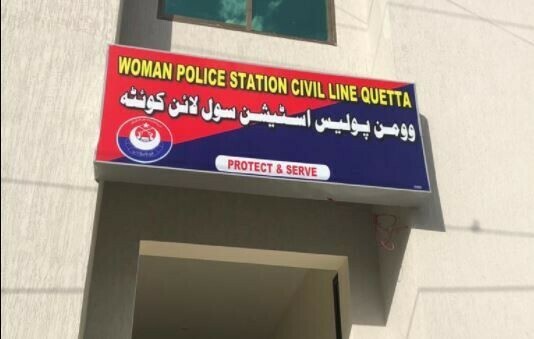 WOMAN POLICE STATION CIVIL LINE QUETTA
وومن پولیس اسٹیشن سول لائن کوئٹہ
PROTECT & SERVE